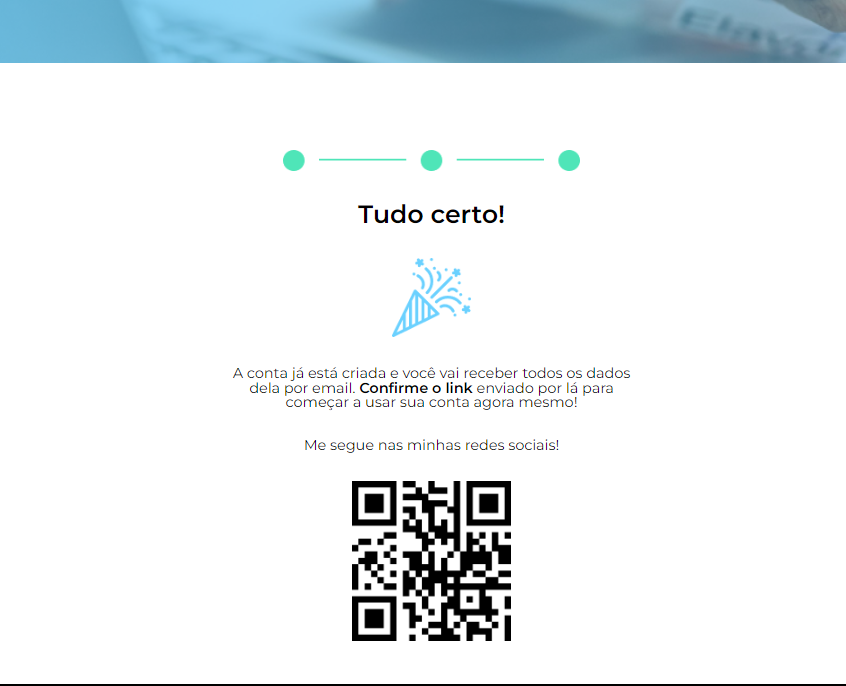 Tudo certo!
A conta já está criada e você vai receber todos os dados
dela por email. Confirme o link enviado por lá para
começar a usar sua conta agora mesmo!
Me segue nas minhas redes sociais!